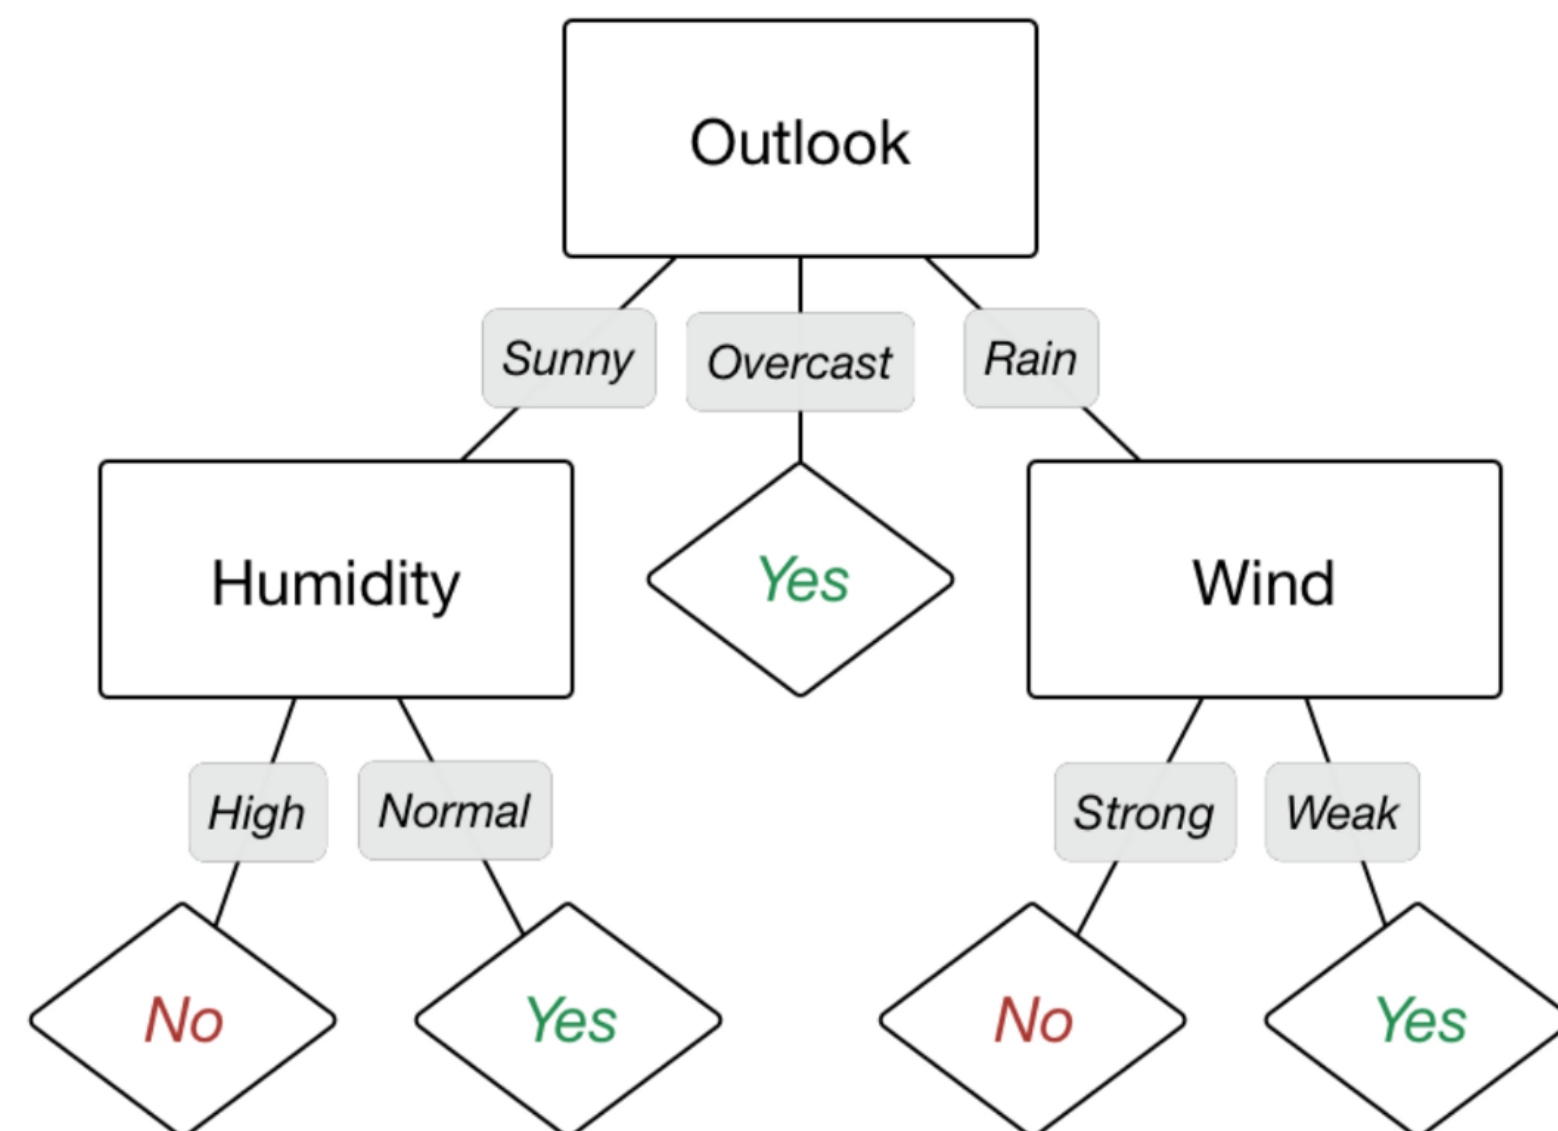 Outlook
Sunny
Overcast
Rain
Humidity
Yes
Wind
High
Normal
Strong
Weak
No
Yes
No
Yes